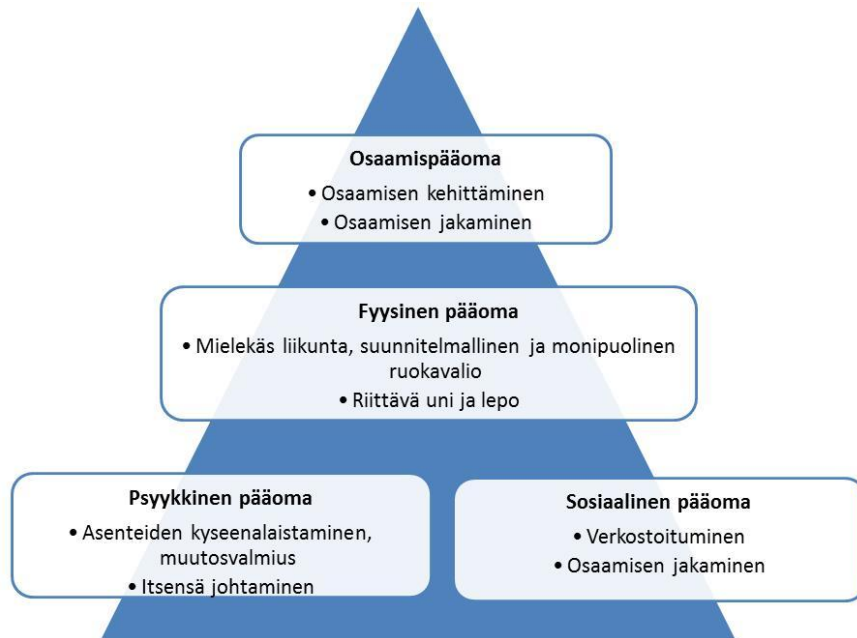 Osaamispääoma
• Osaamisen kehittäminen
• Osaamisen jakaminen
Fyysinen pääoma
• Mielekäs liikunta, suunnitelmallinen ja monipuolinen
ruokavalio
• Riittävä uni ja lepo
Psyykkinen pääoma
• Asenteiden kyseenalaistaminen,
muutosvalmius
• Itsensä johtaminen
Sosiaalinen pääoma
• Verkostoituminen
• Osaamisen jakaminen